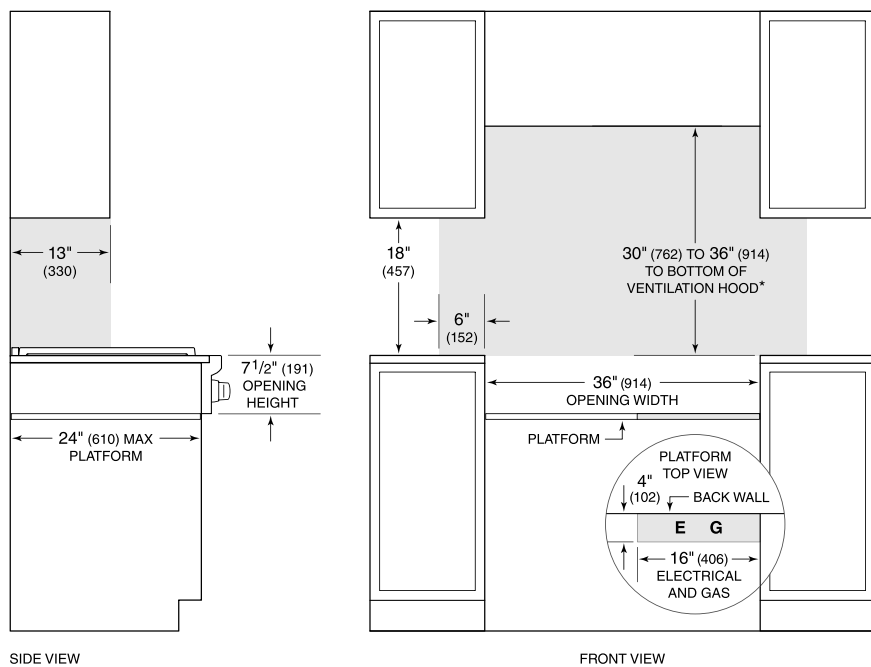 13"
(330)
7 1/2" (191)
OPENING
HEIGHT
24" (610) MAX
PLATFORM
SIDE VIEW
18"
(457)
6"
(152)
30" (762) TO 36" (914)
TO BOTTOM OF
VENTILATION HOOD*
36" (914)
OPENING WIDTH
PLATFORM
PLATFORM
TOP VIEW
4"
(102)
BACK WALL
E G
16" (406)
ELECTRICAL
AND GAS
FRONT VIEW